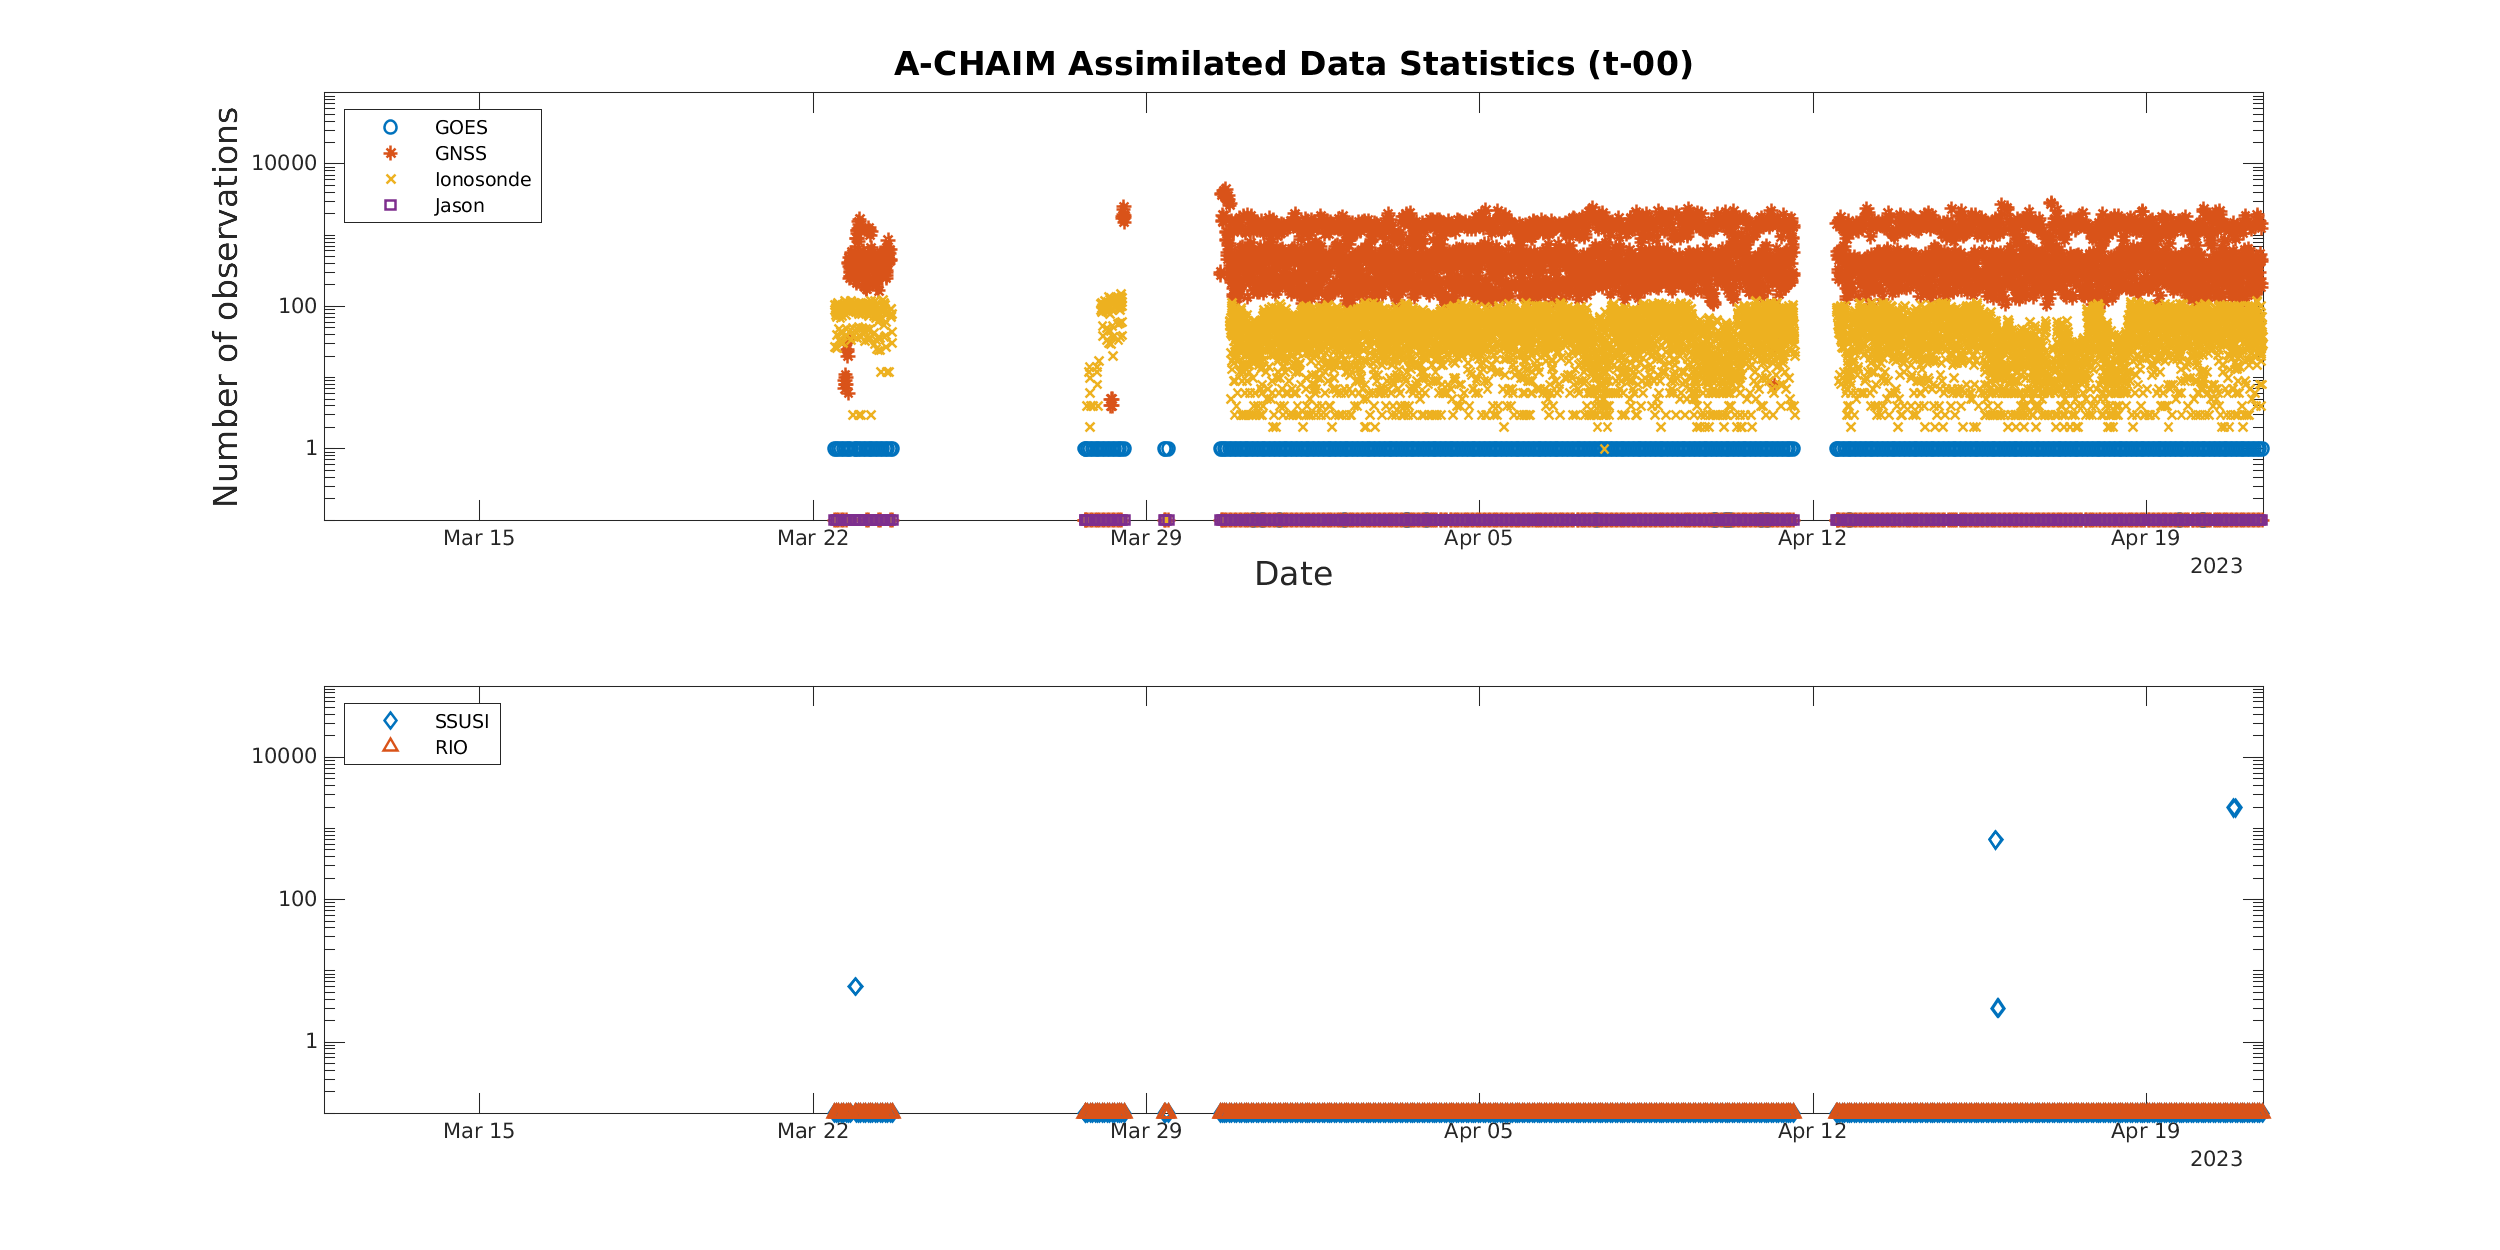 A-CHAIM Assimilated Data Statistics (t-00)
Number of observations
GOES
GNSS
Ionosonde
Jason
10000
100
1
Mar 15 Mar 22 Mar 29 Apr 05 Apr 12 Apr 19
2023
Date
SSUSI
RIO
10000
100
1
Mar 15 Mar 22 Mar 29 Apr 05 Apr 12 Apr 19
2023